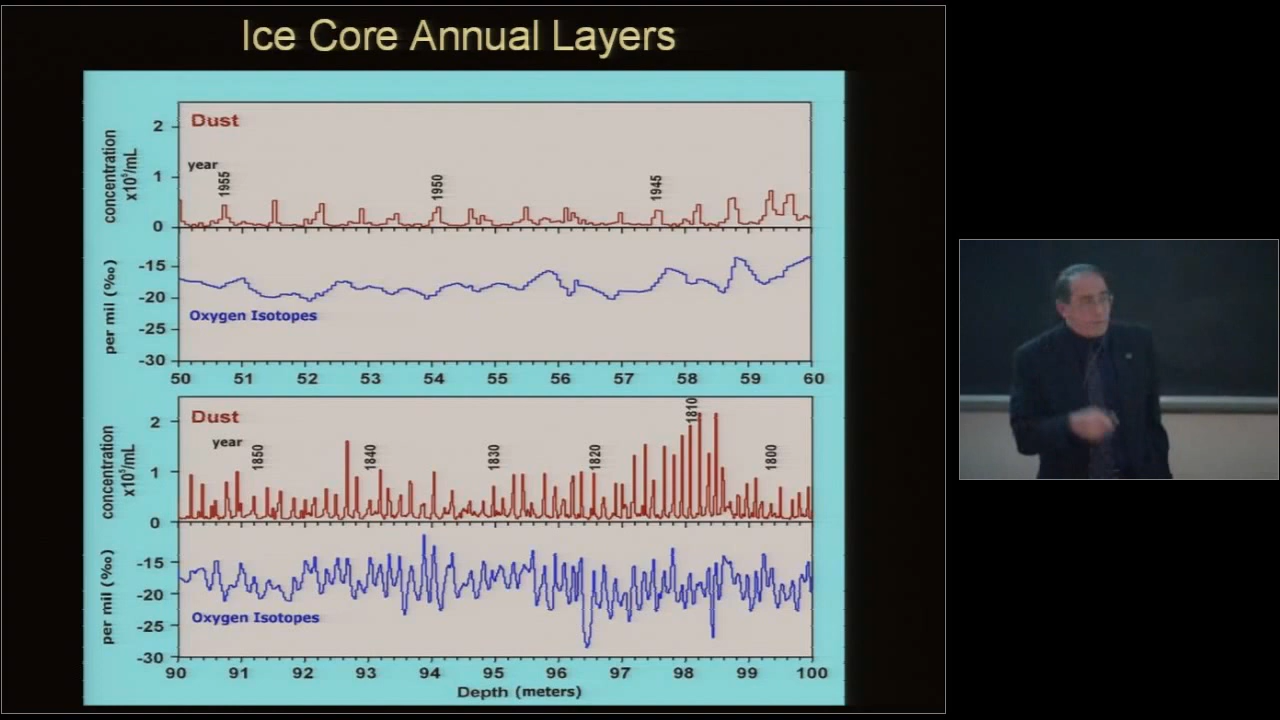 Ice Core Annual Layers
Dust
concentration
x10⁵/mL
2
1
0
year
1955
1950
1945
per mil (‰)
-15
-20
-25
-30
Oxygen Isotopes
50 51 52 53 54 55 56 57 58 59 60
Dust
concentration
x10⁵/mL
2
1
0
year
1850
1840
1830
1820
1810
1800
per mil (‰)
-15
-20
-25
-30
Oxygen Isotopes
90 91 92 93 94 95 96 97 98 99 100
Depth (meters)